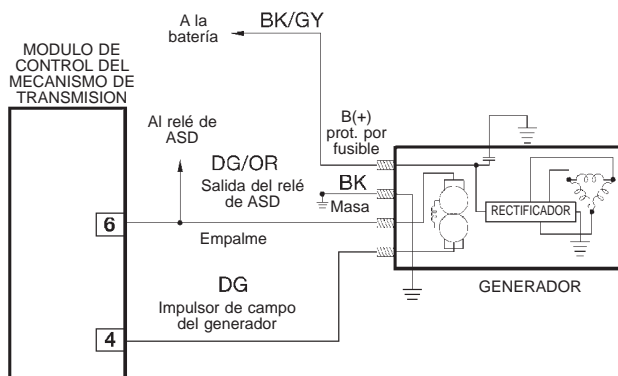 A la
batería
BK/GY
MODULO DE
CONTROL DEL
MECANISMO DE
TRANSMISION
Al relé de
ASD
B(+)
prot. por
fusible
DG/OR
Salida del relé
de ASD
BK
Masa
6
Empalme
RECTIFICADOR
GENERADOR
DG
Impulsor de campo
del generador
4